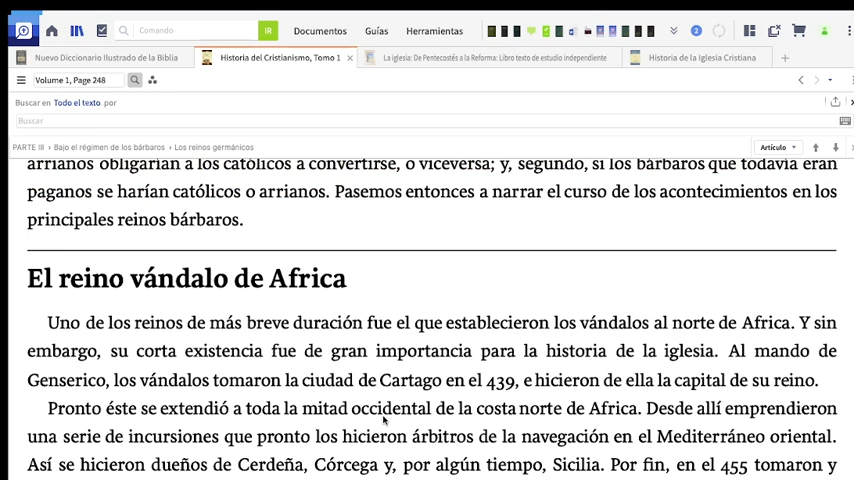 Comando
IR
Documentos
Guías
Herramientas
2
Nuevo Diccionario Ilustrado de la Biblia
Historia del Cristianismo, Tomo 1
La iglesia: De Pentecostés a la Reforma: Libro texto de estudio independiente
Historia de la Iglesia Cristiana
Volume 1, Page 248
Buscar en Todo el texto por
Buscar
PARTE III › Bajo el régimen de los bárbaros › Los reinos germánicos
Artículo
arrianos obligarían a los católicos a convertirse, o viceversa; y, segundo, si los bárbaros que todavía eran
paganos se harían católicos o arrianos. Pasemos entonces a narrar el curso de los acontecimientos en los
principales reinos bárbaros.
El reino vándalo de Africa
Uno de los reinos de más breve duración fue el que establecieron los vándalos al norte de Africa. Y sin
embargo, su corta existencia fue de gran importancia para la historia de la iglesia. Al mando de
Genserico, los vándalos tomaron la ciudad de Cartago en el 439, e hicieron de ella la capital de su reino.
Pronto éste se extendió a toda la mitad occidental de la costa norte de Africa. Desde allí emprendieron
una serie de incursiones que pronto los hicieron árbitros de la navegación en el Mediterráneo oriental.
Así se hicieron dueños de Cerdeña, Córcega y, por algún tiempo, Sicilia. Por fin, en el 455 tomaron y